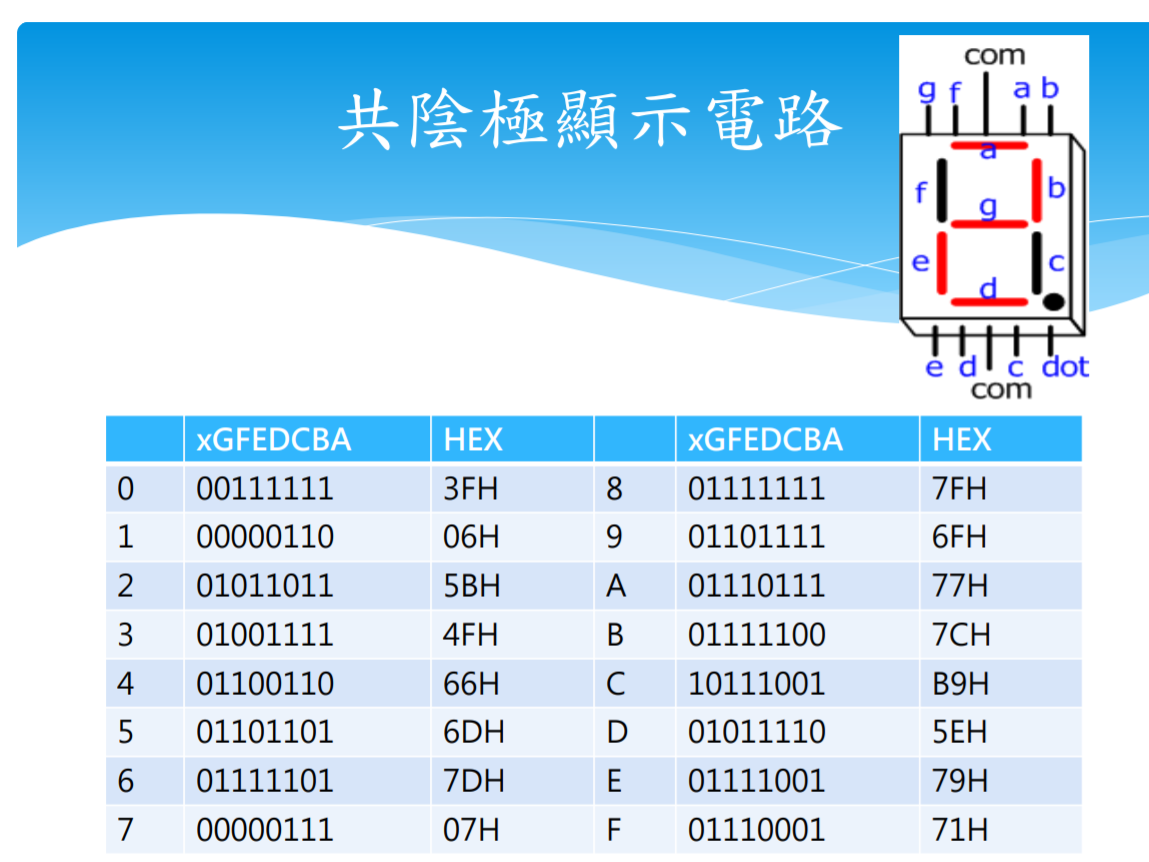 共陰極顯示電路
com
g f a b
a
f b
g
e c
d
e d c dot
com
xGFEDCBA HEX xGFEDCBA HEX
0 00111111 3FH 8 01111111 7FH
1 00000110 06H 9 01101111 6FH
2 01011011 5BH A 01110111 77H
3 01001111 4FH B 01111100 7CH
4 01100110 66H C 10111001 B9H
5 01101101 6DH D 01011110 5EH
6 01111101 7DH E 01111001 79H
7 00000111 07H F 01110001 71H